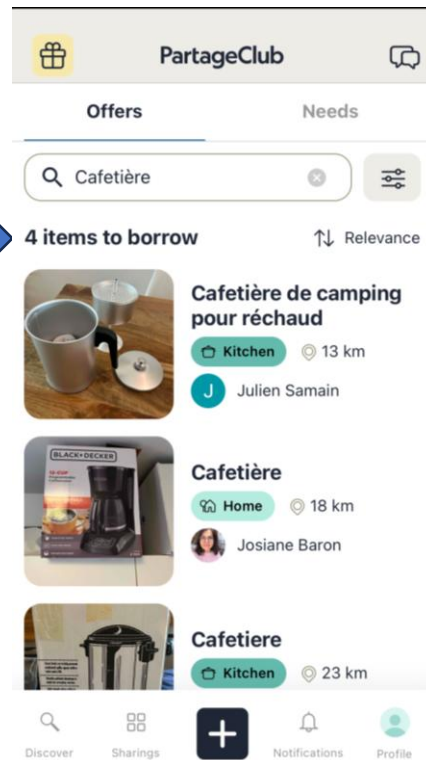 PartageClub
Offers Needs
Cafetière
4 items to borrow Relevance
Cafetière de camping
pour réchaud
Kitchen 13 km
J Julien Samain
BLACK+DECKER
Cafetière
Home 18 km
Josiane Baron
Cafetiere
Kitchen 23 km
Discover Sharings Notifications Profile